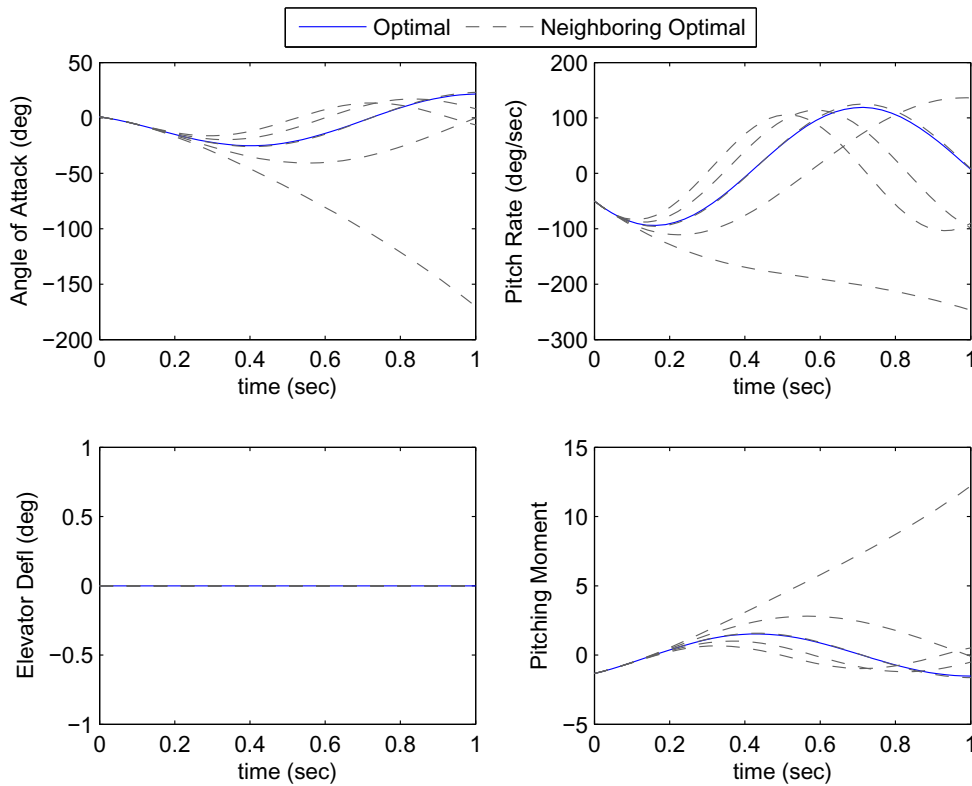 Optimal Neighboring Optimal
50
0
−50
−100
−150
−200
0 0.2 0.4 0.6 0.8 1
Angle of Attack (deg)
time (sec)
200
100
0
−100
−200
−300
0 0.2 0.4 0.6 0.8 1
Pitch Rate (deg/sec)
time (sec)
1
0.5
0
−0.5
−1
0 0.2 0.4 0.6 0.8 1
Elevator Defl (deg)
time (sec)
15
10
5
0
−5
0 0.2 0.4 0.6 0.8 1
Pitching Moment
time (sec)